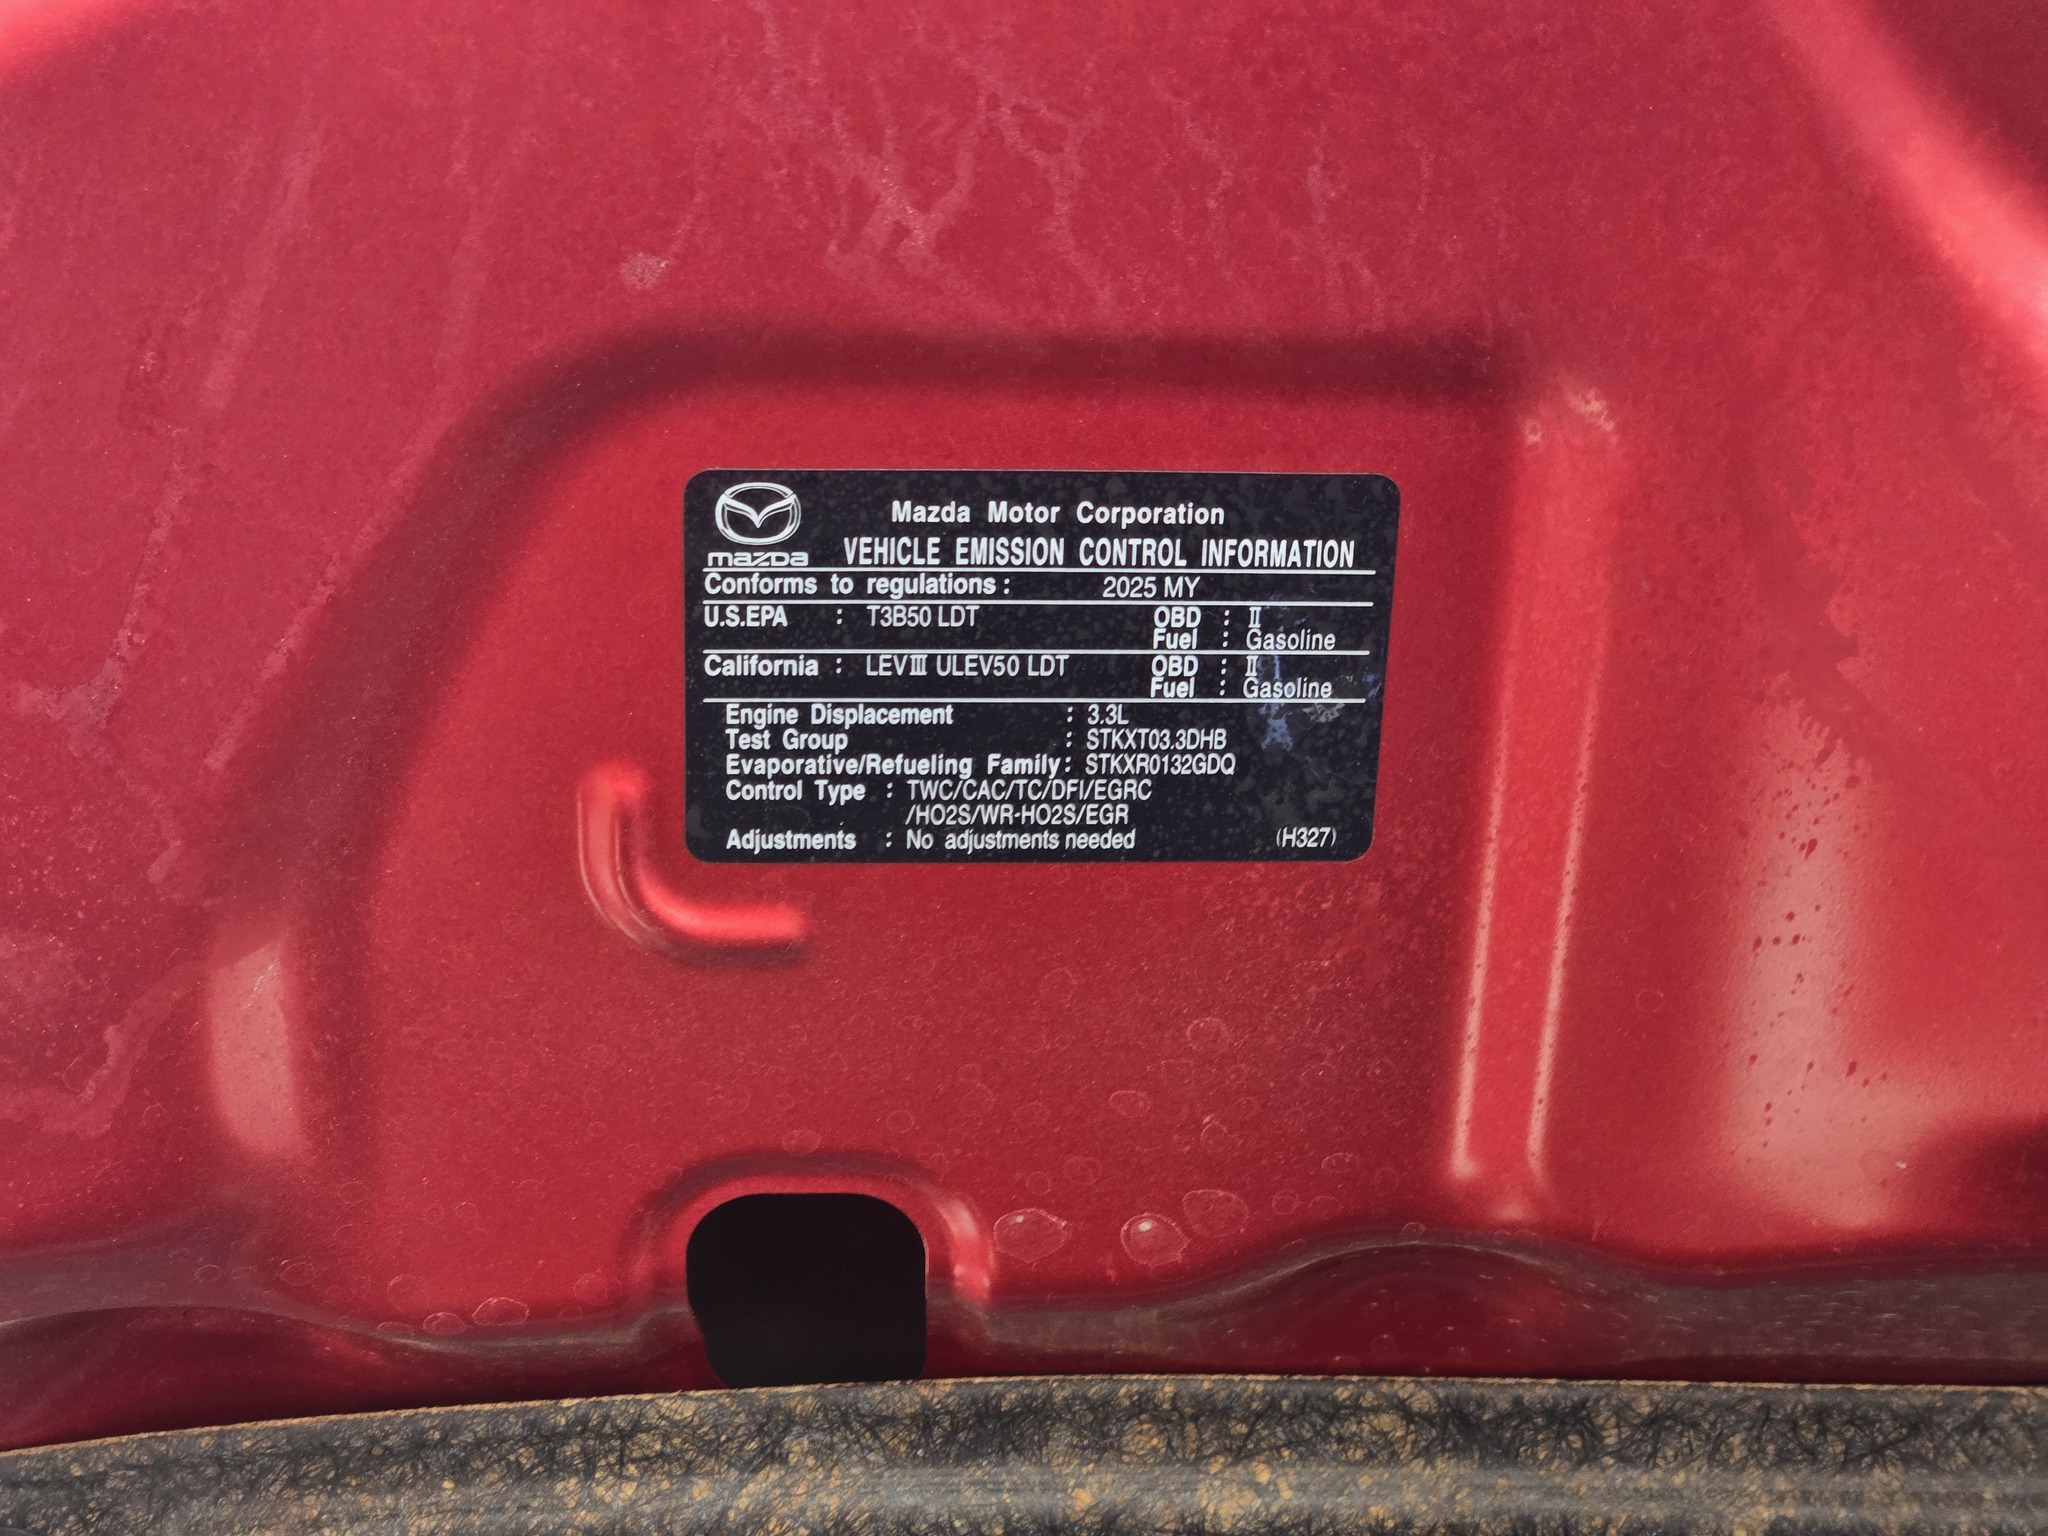 mazda
Mazda Motor Corporation
VEHICLE EMISSION CONTROL INFORMATION
Conforms to regulations : 2025 MY
U.S.EPA : T3B50 LDT OBD : Ⅱ
Fuel : Gasoline
California : LEVⅢ ULEV50 LDT OBD : Ⅱ
Fuel : Gasoline
Engine Displacement : 3.3L
Test Group : STKXT03.3DHB
Evaporative/Refueling Family : STKXR0132GDQ
Control Type : TWC/CAC/TC/DFI/EGRC
/HO2S/WR-HO2S/EGR
Adjustments : No adjustments needed (H327)